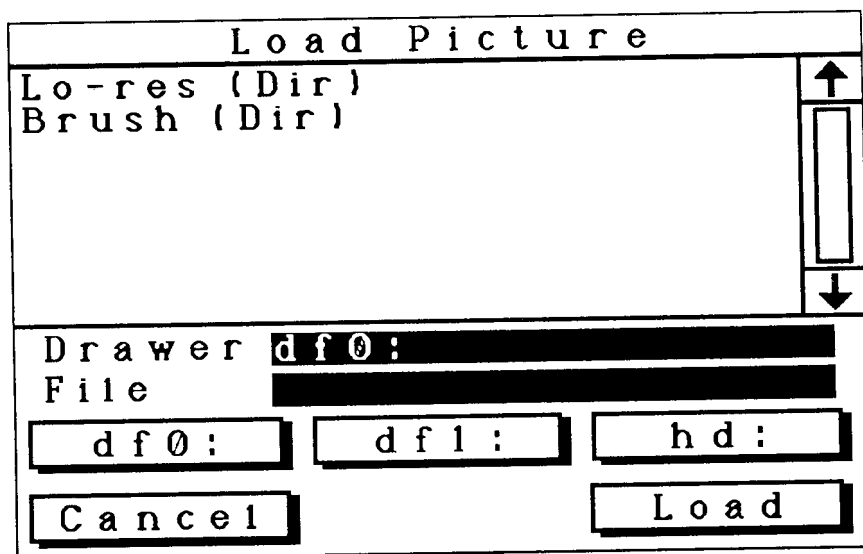 Load Picture
Lo-res (Dir)
Brush (Dir)
Drawer df0:
File
df0: df1: hd:
Cancel Load